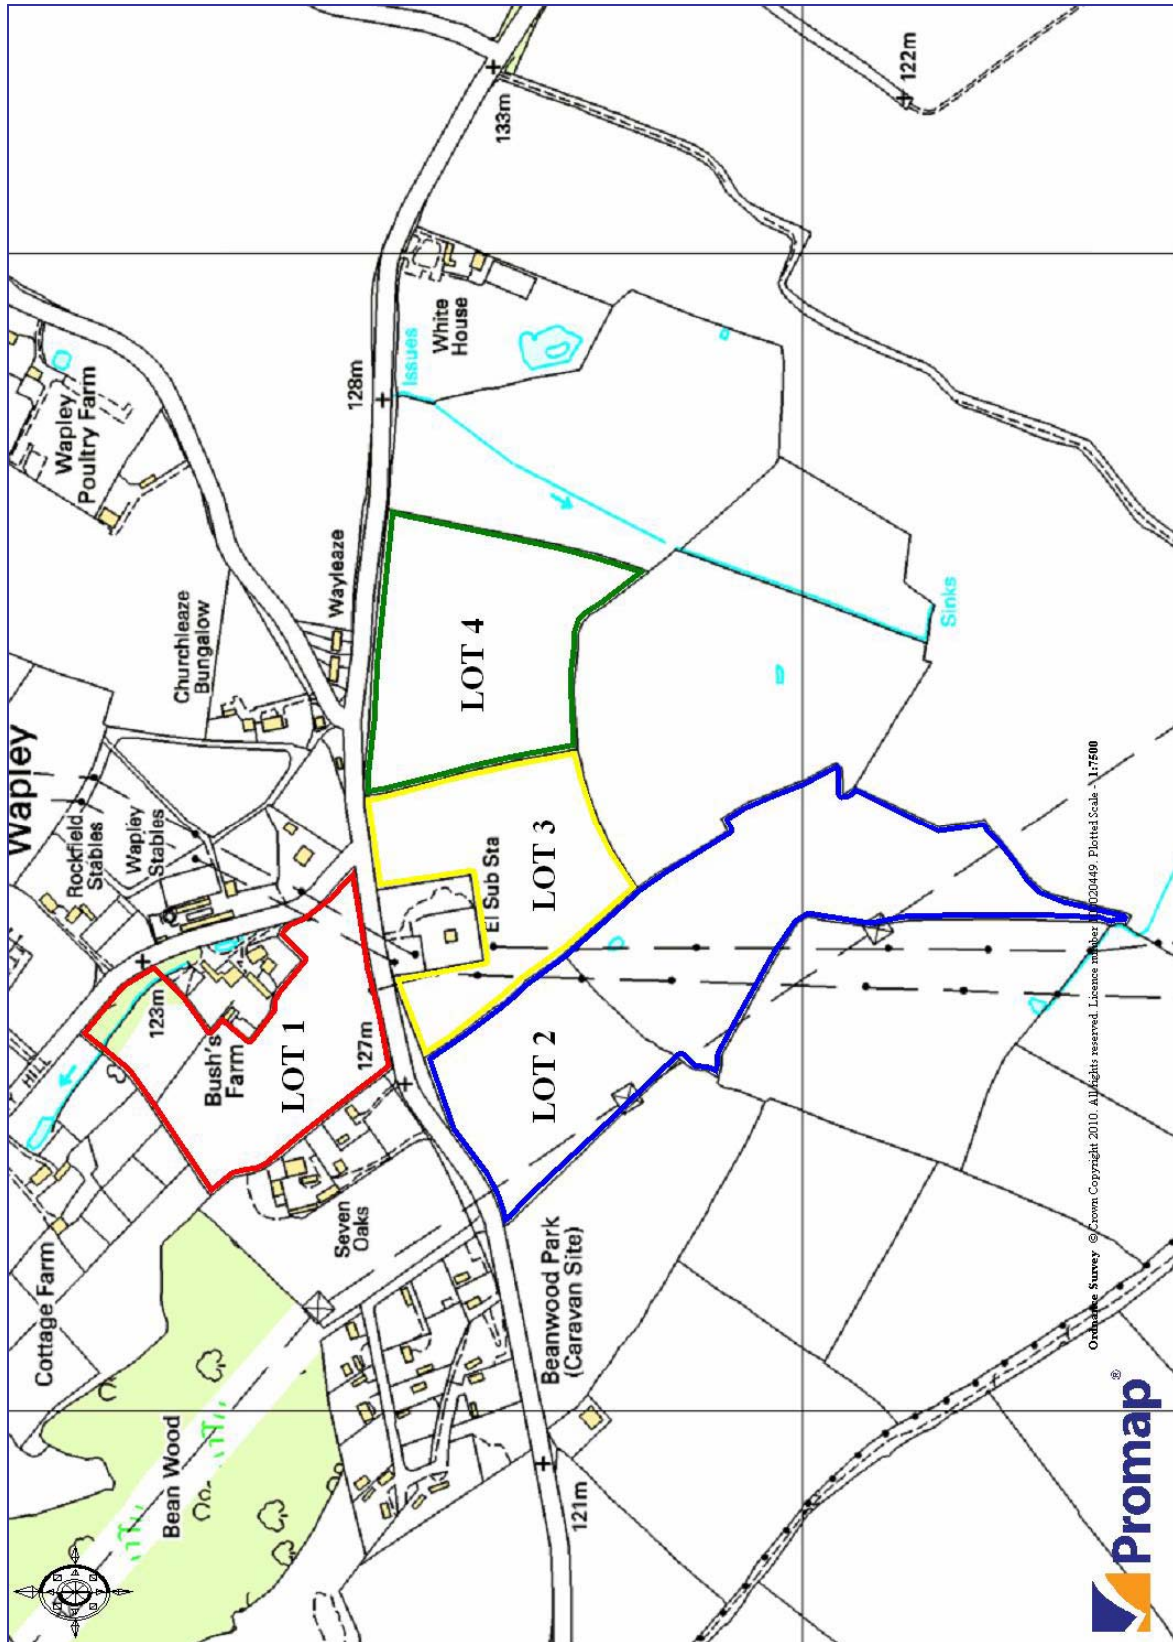 Wapley
Rockfield
Stables
Wapley
Stables
Churchleaze
Bungalow
Wapley
Poultry Farm
Wayleaze
128m
133m
122m
Issues
White
House
Sinks
Cottage Farm
Bean Wood
HILL
123m
Bush's
Farm
LOT 1
127m
Seven
Oaks
El Sub Sta
LOT 2
LOT 3
LOT 4
Beanwood Park
(Caravan Site)
121m
Ordnance Survey © Crown Copyright 2010. All rights reserved. Licence number 020449. Plotted Scale - 1:7500
Promap®